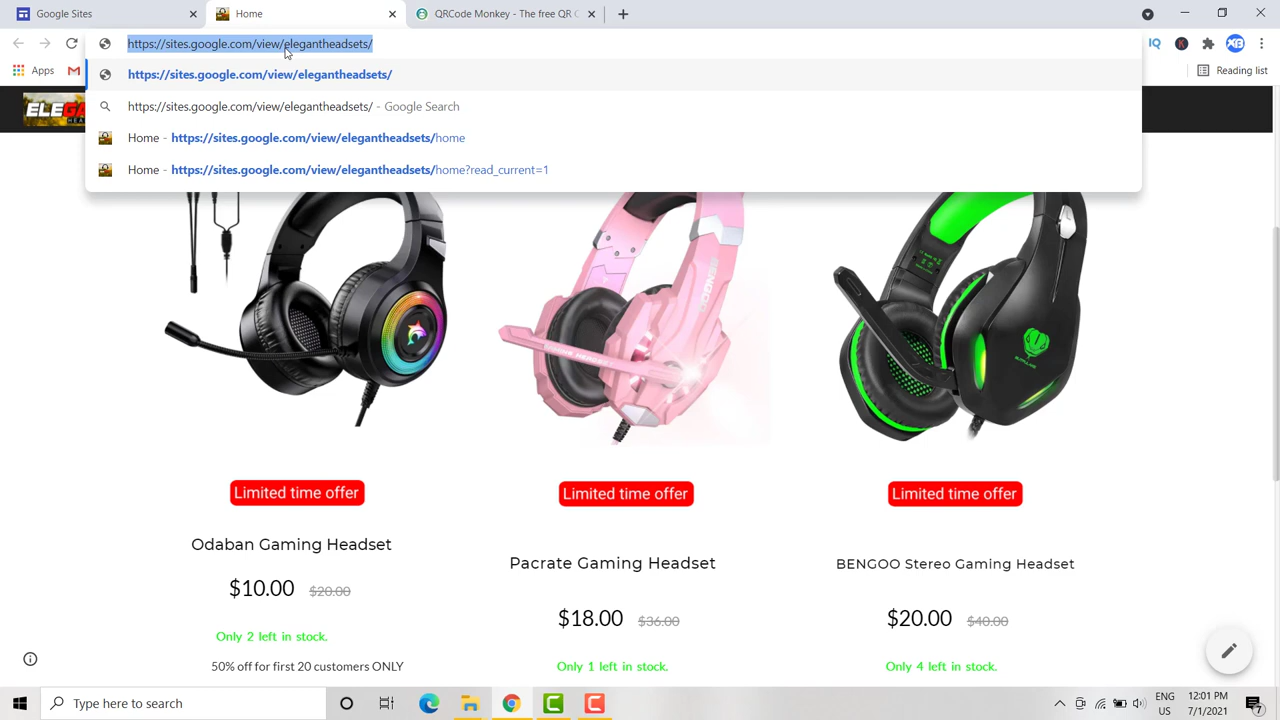 Google Sites
Home
QRCode Monkey - The free QR C
https://sites.google.com/view/elegantheadsets/
IQ
K
XB
Apps
Reading list
https://sites.google.com/view/elegantheadsets/
https://sites.google.com/view/elegantheadsets/ - Google Search
Home - https://sites.google.com/view/elegantheadsets/home
Home - https://sites.google.com/view/elegantheadsets/home?read_current=1
ELEGA
Limited time offer
Limited time offer
Limited time offer
Odaban Gaming Headset
Pacrate Gaming Headset
BENGOO Stereo Gaming Headset
$10.00 $20.00
$18.00 $36.00
$20.00 $40.00
Only 2 left in stock.
50% off for first 20 customers ONLY
Only 1 left in stock.
Only 4 left in stock.
Type here to search
ENG
US
12:01 PM
7/1/2021
7